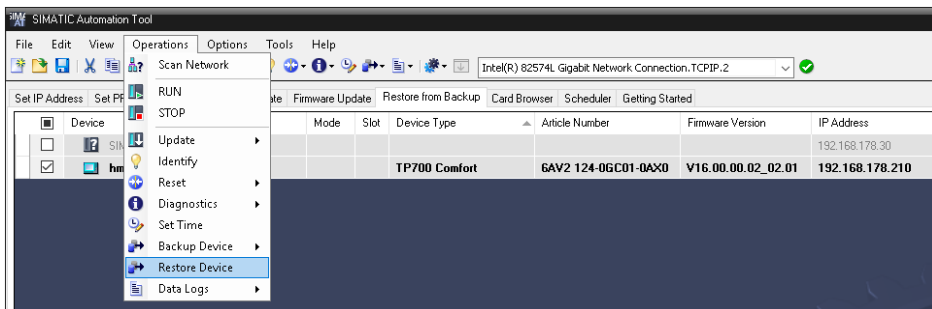 SIMATIC Automation Tool
File Edit View Operations Options Tools Help
Intel(R) 82574L Gigabit Network Connection.TCPIP.2
Set IP Address Set PR ate Firmware Update Restore from Backup Card Browser Scheduler Getting Started
Device Mode Slot Device Type Article Number Firmware Version IP Address
SIN 192.168.178.30
hm TP700 Comfort 6AV2 124-0GC01-0AX0 V16.00.00.02_02.01 192.168.178.210
Scan Network
RUN
STOP
Update
Identify
Reset
Diagnostics
Set Time
Backup Device
Restore Device
Data Logs